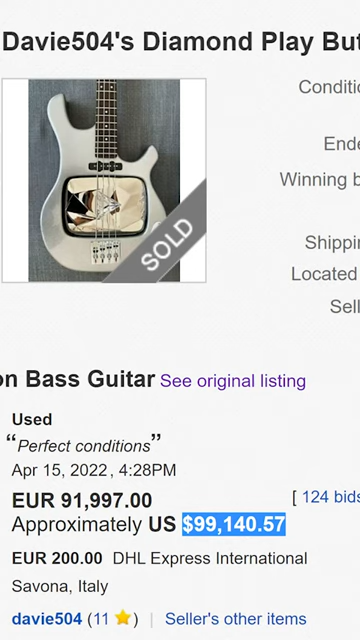 Davie504's Diamond Play But
Conditi
Ende
Winning b
SOLD
Shippin
Located
Sell
on Bass Guitar See original listing
Used
“Perfect conditions”
Apr 15, 2022, 4:28PM
EUR 91,997.00
[ 124 bids
Approximately US $99,140.57
EUR 200.00 DHL Express International
Savona, Italy
davie504 (11 ) | Seller's other items